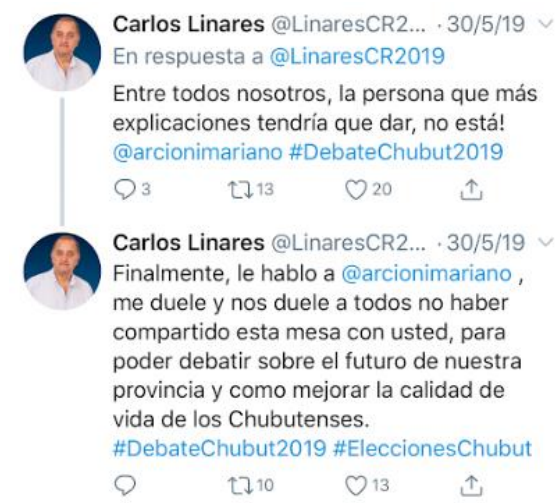 Carlos Linares @LinaresCR2... · 30/5/19
En respuesta a @LinaresCR2019
Entre todos nosotros, la persona que más
explicaciones tendría que dar, no está!
@arcionimariano #DebateChubut2019
3 13 20
Carlos Linares @LinaresCR2... · 30/5/19
Finalmente, le hablo a @arcionimariano ,
me duele y nos duele a todos no haber
compartido esta mesa con usted, para
poder debatir sobre el futuro de nuestra
provincia y como mejorar la calidad de
vida de los Chubutenses.
#DebateChubut2019 #EleccionesChubut
10 13